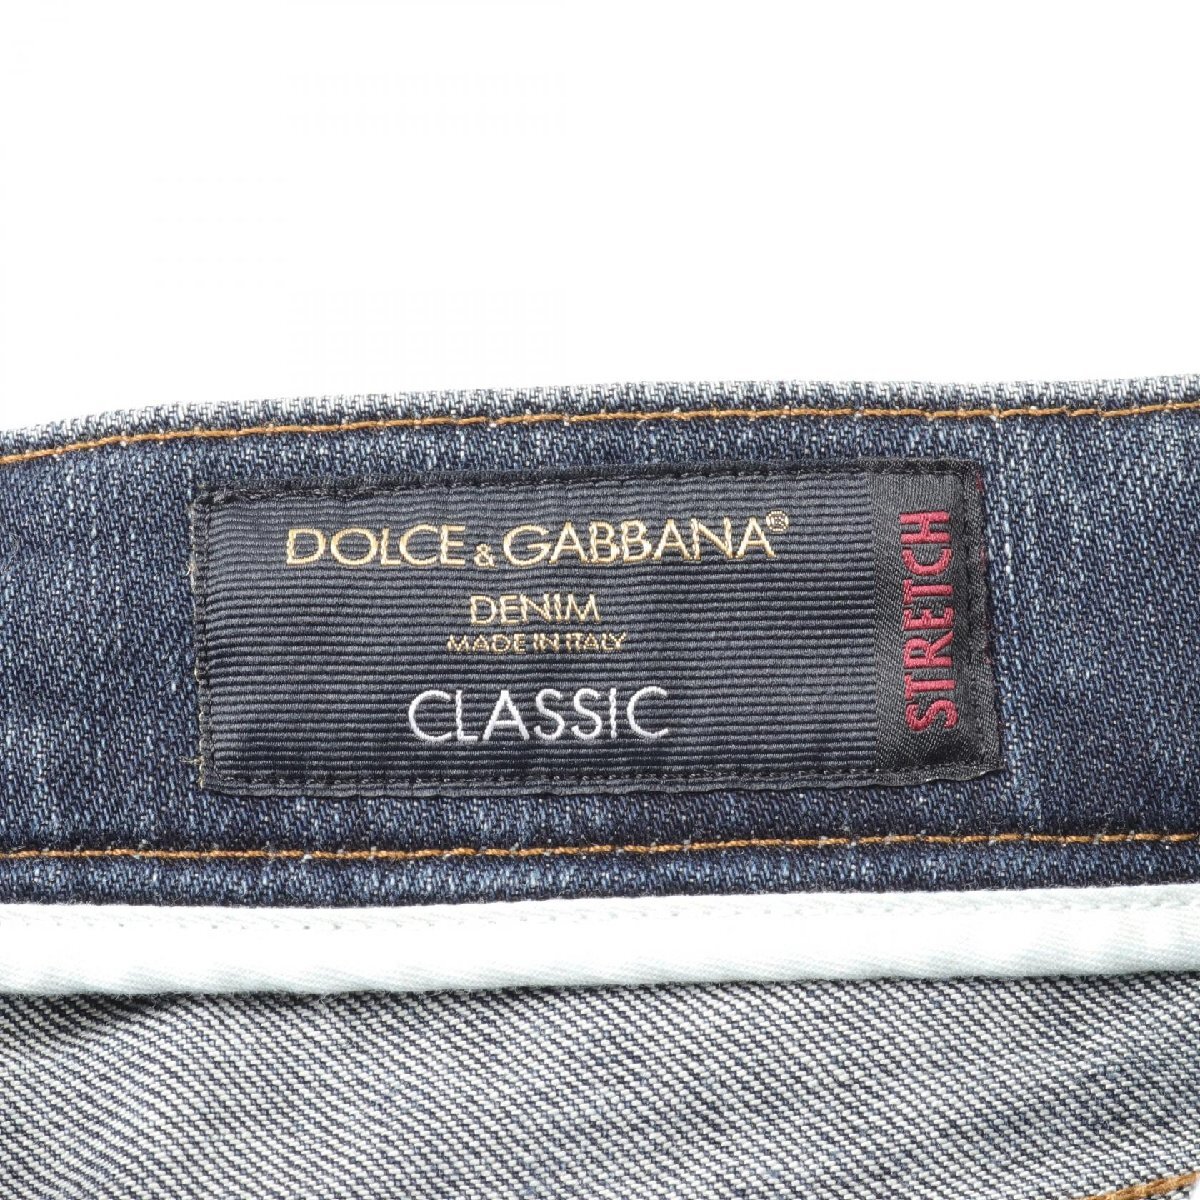 DOLCE & GABBANA®
DENIM
MADE IN ITALY
CLASSIC
STRETCH